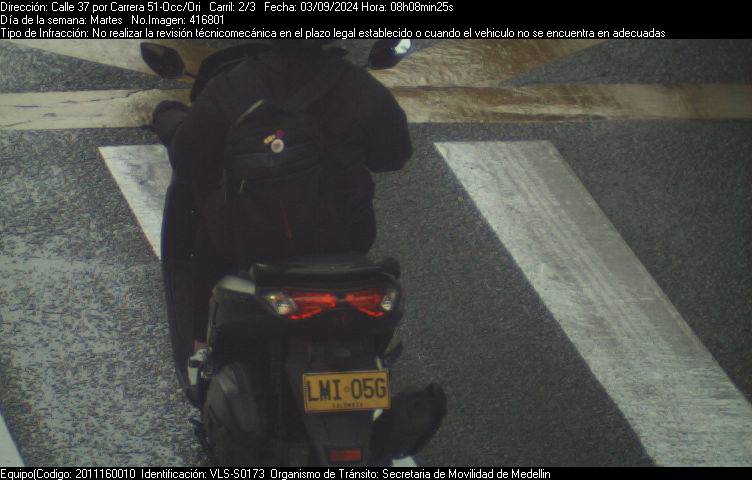 Dirección: Calle 37 por Carrera 51-Occ/Ori Carril: 2/3 Fecha: 03/09/2024 Hora: 08h08min25s
Día de la semana: Martes No.Imagen: 416801
Tipo de Infracción: No realizar la revisión técnicomecánica en el plazo legal establecido o cuando el vehiculo no se encuentra en adecuadas
LMI 05G
COLOMBIA
Equipo(Codigo: 2011160010 Identificación: VLS-S0173 Organismo de Tránsito: Secretaria de Movilidad de Medellin